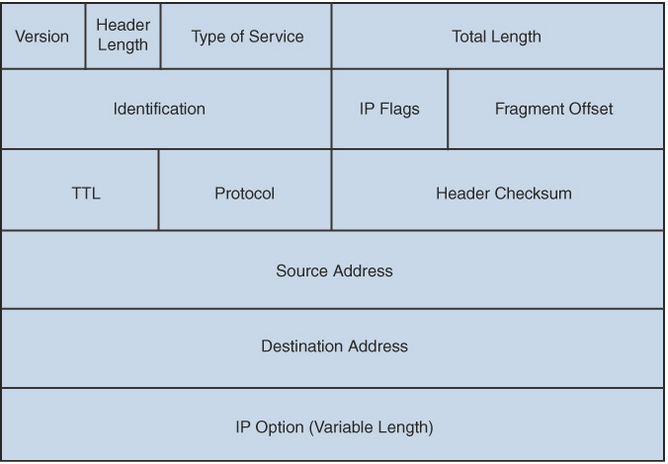 Version
Header
Length
Type of Service
Total Length
Identification
IP Flags
Fragment Offset
TTL
Protocol
Header Checksum
Source Address
Destination Address
IP Option (Variable Length)